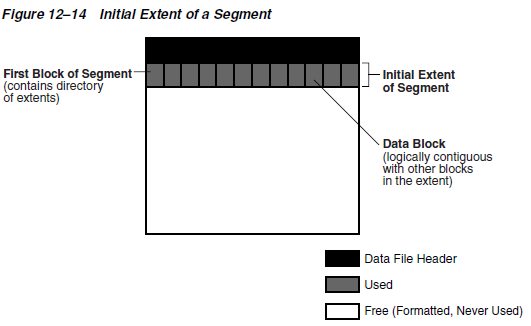 Figure 12–14 Initial Extent of a Segment
First Block of Segment
(contains directory
of extents)
Initial Extent
of Segment
Data Block
(logically contiguous
with other blocks
in the extent)
Data File Header
Used
Free (Formatted, Never Used)